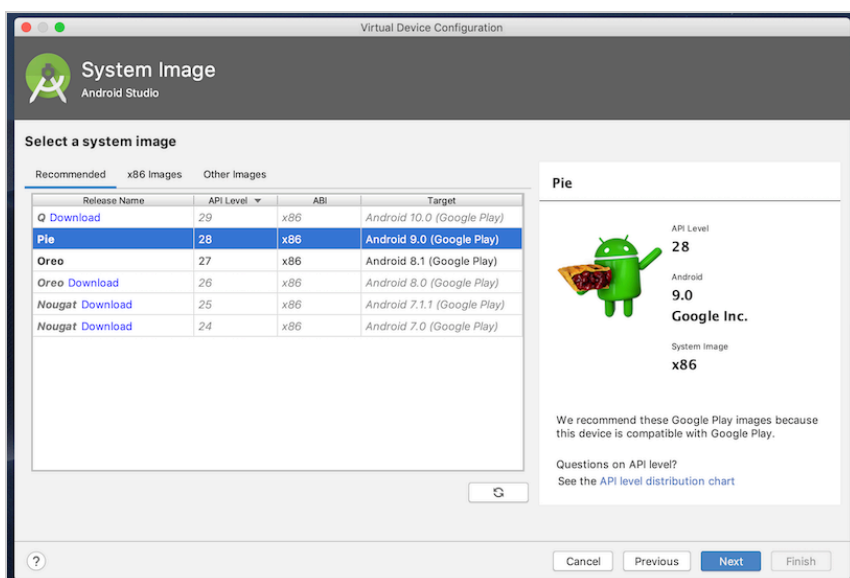 Virtual Device Configuration
System Image
Android Studio
Select a system image
Recommended x86 Images Other Images
Release Name API Level ABI Target
Q Download 29 x86 Android 10.0 (Google Play)
Pie 28 x86 Android 9.0 (Google Play)
Oreo 27 x86 Android 8.1 (Google Play)
Oreo Download 26 x86 Android 8.0 (Google Play)
Nougat Download 25 x86 Android 7.1.1 (Google Play)
Nougat Download 24 x86 Android 7.0 (Google Play)
Pie
API Level
28
Android
9.0
Google Inc.
System Image
x86
We recommend these Google Play images because
this device is compatible with Google Play.
Questions on API level?
See the API level distribution chart
? Cancel Previous Next Finish